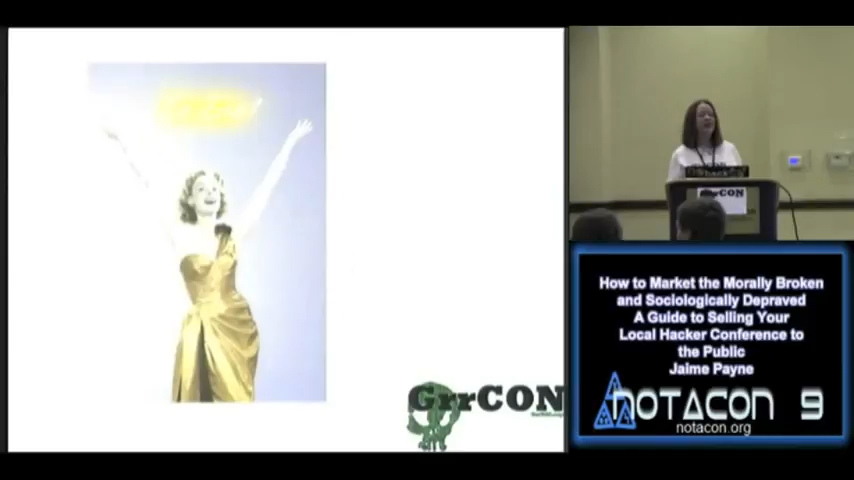 GrrCON
GrrCON
How to Market the Morally Broken
and Sociologically Depraved
A Guide to Selling Your
Local Hacker Conference to
the Public
Jaime Payne
NOTACON 9
notacon.org